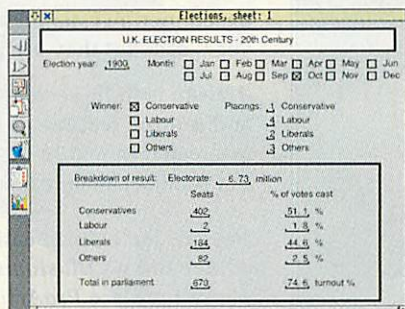 Elections, sheet: 1
U.K. ELECTION RESULTS - 20th Century
Election year: 1900 Month: Jan Feb Mar Apr May Jun
Jul Aug Sep Oct Nov Dec
Winner: Conservative Placings: 1 Conservative
Labour 4 Labour
Liberals 2 Liberals
Others 3 Others
Breakdown of result: Electorate: 6.73 million
Seats % of votes cast
Conservatives 402 51.1 %
Labour 2 1.8 %
Liberals 184 44.6 %
Others 82 2.5 %
Total in parliament 670 74.6 turnout %